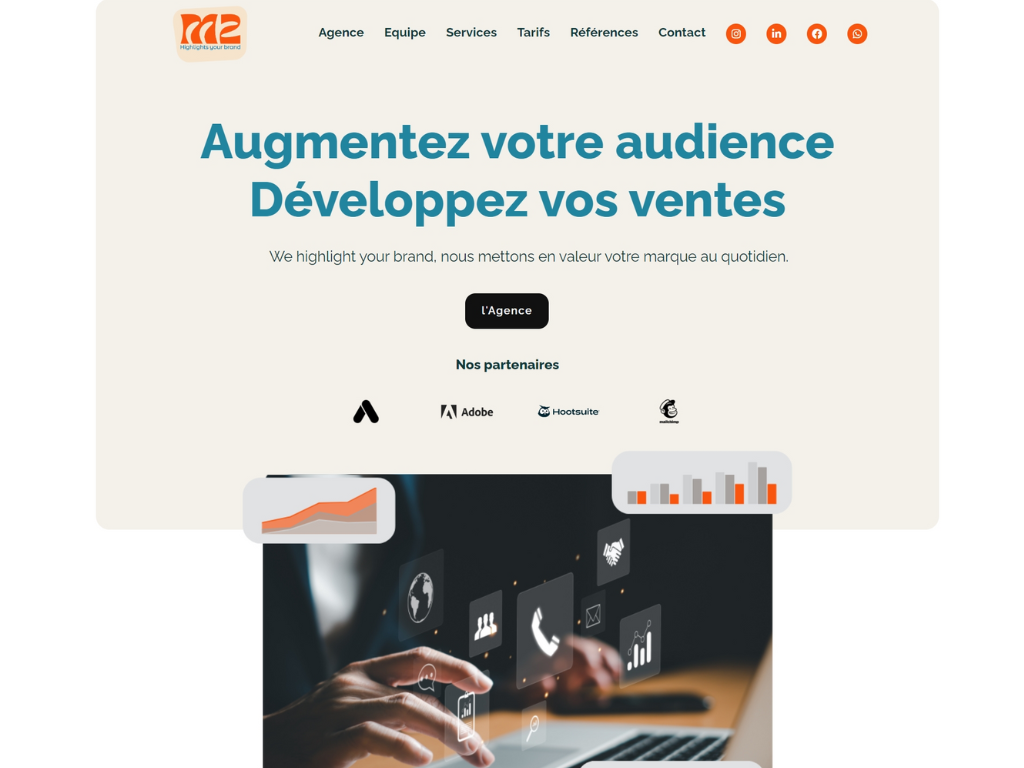 M2
Highlights your brand
Agence
Equipe
Services
Tarifs
Références
Contact
Augmentez votre audience
Développez vos ventes
We highlight your brand, nous mettons en valeur votre marque au quotidien.
l'Agence
Nos partenaires
Adobe
Hootsuite
mailchimp